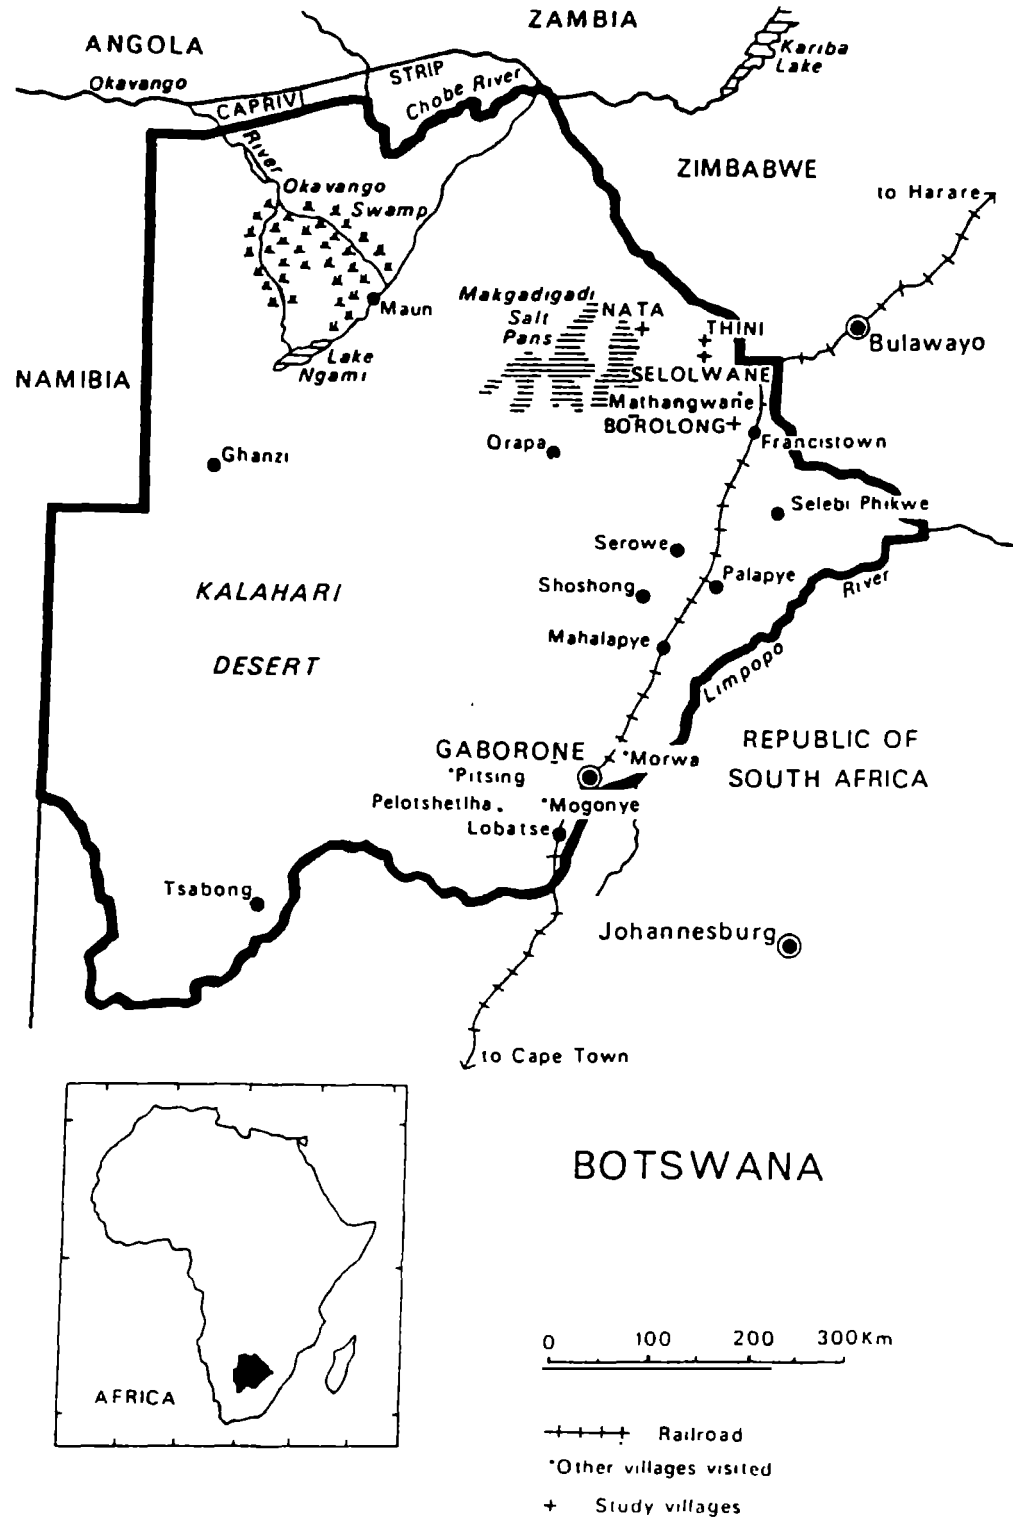 ZAMBIA
ANGOLA
Kariba
Lake
Okavango
STRIP
CAPRIVI
Chobe River
River
ZIMBABWE
Okavango
Swamp
to Harare
Makgadigadi
Salt
Pans
NATA
Maun
THINI
Bulawayo
Lake
Ngami
NAMIBIA
SELOLWANE
Mathangwane
BOROLONG
Francistown
Orapa
Ghanzi
Selebi Phikwe
Serowe
Palapye
River
Shoshong
KALAHARI
Mahalapye
DESERT
Limpopo
REPUBLIC OF
SOUTH AFRICA
GABORONE
Morwa
Pitsing
Pelotshetlha.
Mogonye
Lobatse
Tsabong
Johannesburg
to Cape Town
BOTSWANA
AFRICA
0 100 200 300 Km
Railroad
Other villages visited
+ Study villages